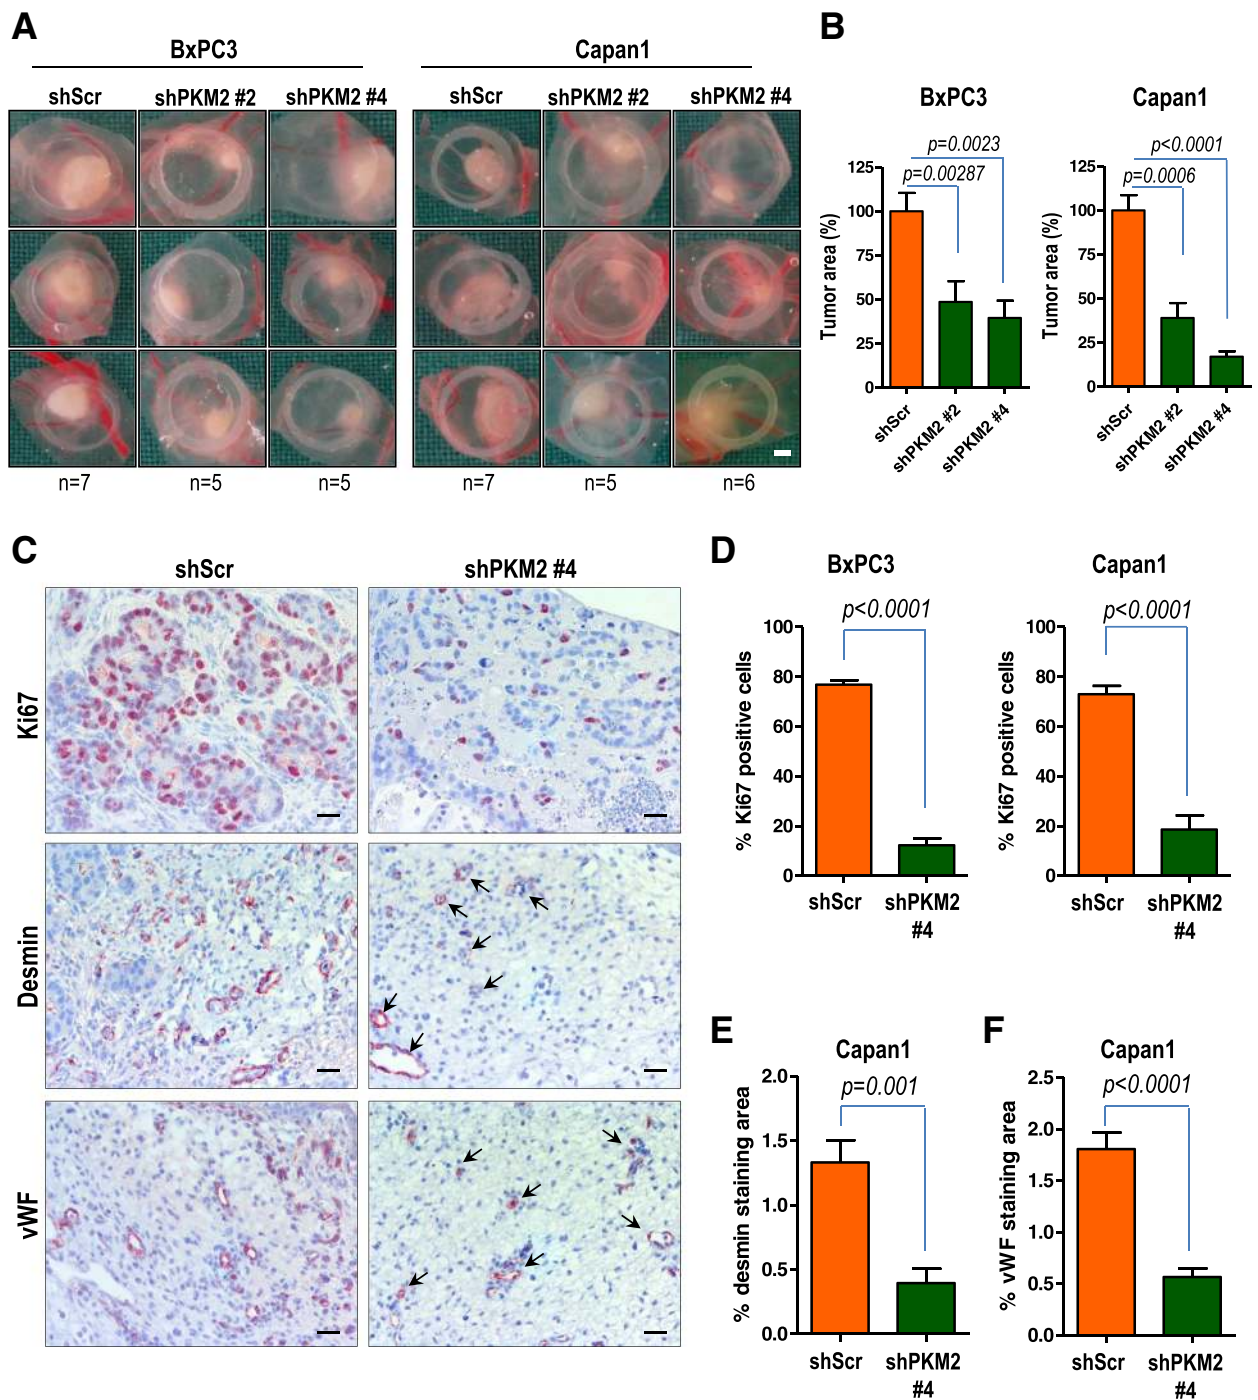 A
BxPC3
Capan1
shScr
shPKM2 #2
shPKM2 #4
shScr
shPKM2 #2
shPKM2 #4
n=7
n=5
n=5
n=7
n=5
n=6
B
BxPC3
Capan1
p=0.0023
p=0.00287
125
100
75
50
25
0
Tumor area (%)
shScr
shPKM2 #2
shPKM2 #4
p<0.0001
p=0.0006
125
100
75
50
25
0
Tumor area (%)
shScr
shPKM2 #2
shPKM2 #4
C
shScr
shPKM2 #4
Ki67
Desmin
vWF
D
BxPC3
Capan1
p<0.0001
100
80
60
40
20
0
% Ki67 positive cells
shScr
shPKM2
#4
p<0.0001
100
80
60
40
20
0
% Ki67 positive cells
shScr
shPKM2
#4
E
Capan1
p=0.001
2.0
1.5
1.0
0.5
0.0
% desmin staining area
shScr
shPKM2
#4
F
Capan1
p<0.0001
2.5
2.0
1.5
1.0
0.5
0.0
% vWF staining area
shScr
shPKM2
#4